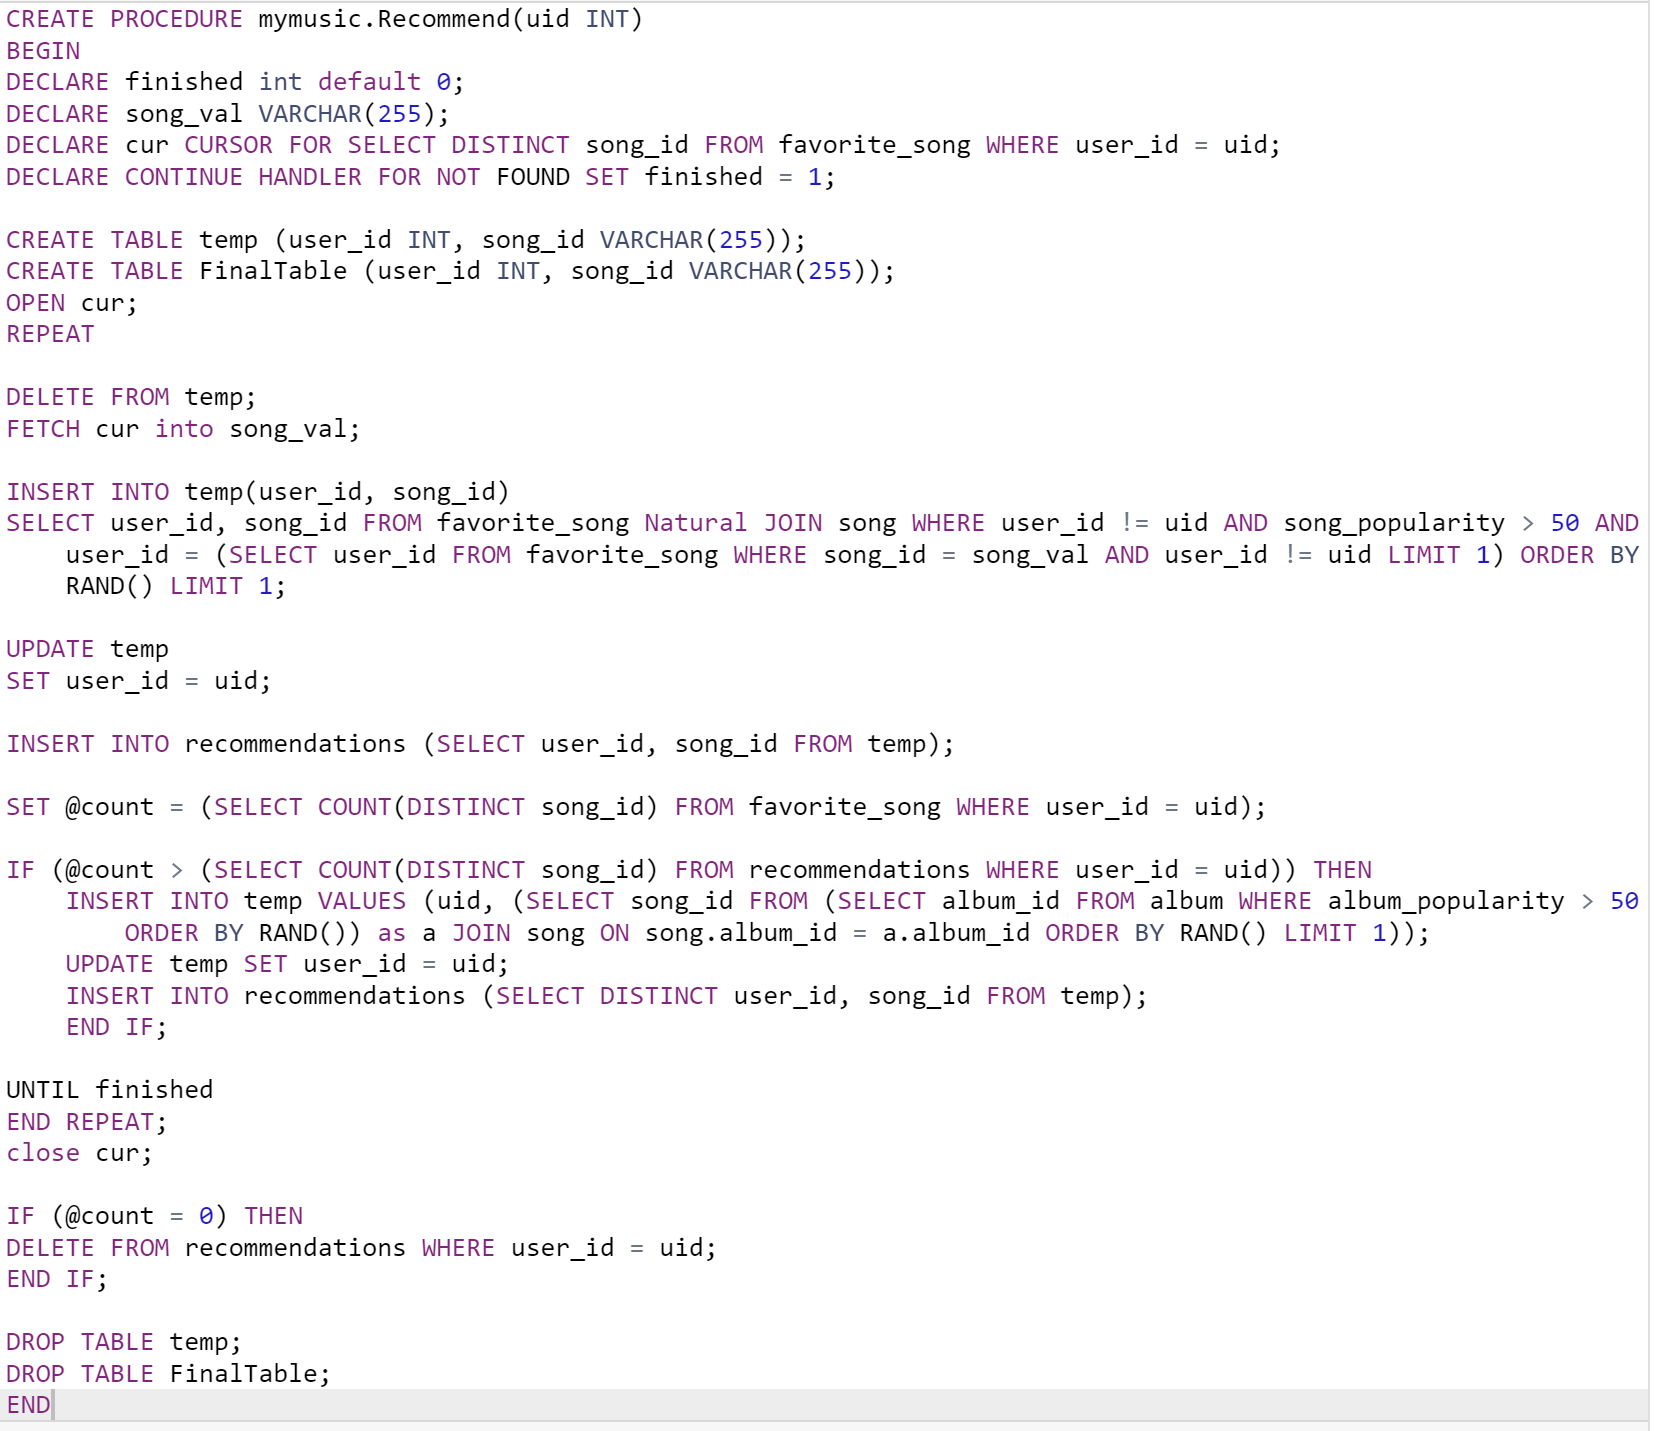 CREATE PROCEDURE mymusic.Recommend(uid INT)
BEGIN
DECLARE finished int default 0;
DECLARE song_val VARCHAR(255);
DECLARE cur CURSOR FOR SELECT DISTINCT song_id FROM favorite_song WHERE user_id = uid;
DECLARE CONTINUE HANDLER FOR NOT FOUND SET finished = 1;
CREATE TABLE temp (user_id INT, song_id VARCHAR(255));
CREATE TABLE FinalTable (user_id INT, song_id VARCHAR(255));
OPEN cur;
REPEAT
DELETE FROM temp;
FETCH cur into song_val;
INSERT INTO temp(user_id, song_id)
SELECT user_id, song_id FROM favorite_song Natural JOIN song WHERE user_id != uid AND song_popularity > 50 AND
user_id = (SELECT user_id FROM favorite_song WHERE song_id = song_val AND user_id != uid LIMIT 1) ORDER BY
RAND() LIMIT 1;
UPDATE temp
SET user_id = uid;
INSERT INTO recommendations (SELECT user_id, song_id FROM temp);
SET @count = (SELECT COUNT(DISTINCT song_id) FROM favorite_song WHERE user_id = uid);
IF (@count > (SELECT COUNT(DISTINCT song_id) FROM recommendations WHERE user_id = uid)) THEN
INSERT INTO temp VALUES (uid, (SELECT song_id FROM (SELECT album_id FROM album WHERE album_popularity > 50
ORDER BY RAND()) as a JOIN song ON song.album_id = a.album_id ORDER BY RAND() LIMIT 1));
UPDATE temp SET user_id = uid;
INSERT INTO recommendations (SELECT DISTINCT user_id, song_id FROM temp);
END IF;
UNTIL finished
END REPEAT;
close cur;
IF (@count = 0) THEN
DELETE FROM recommendations WHERE user_id = uid;
END IF;
DROP TABLE temp;
DROP TABLE FinalTable;
END